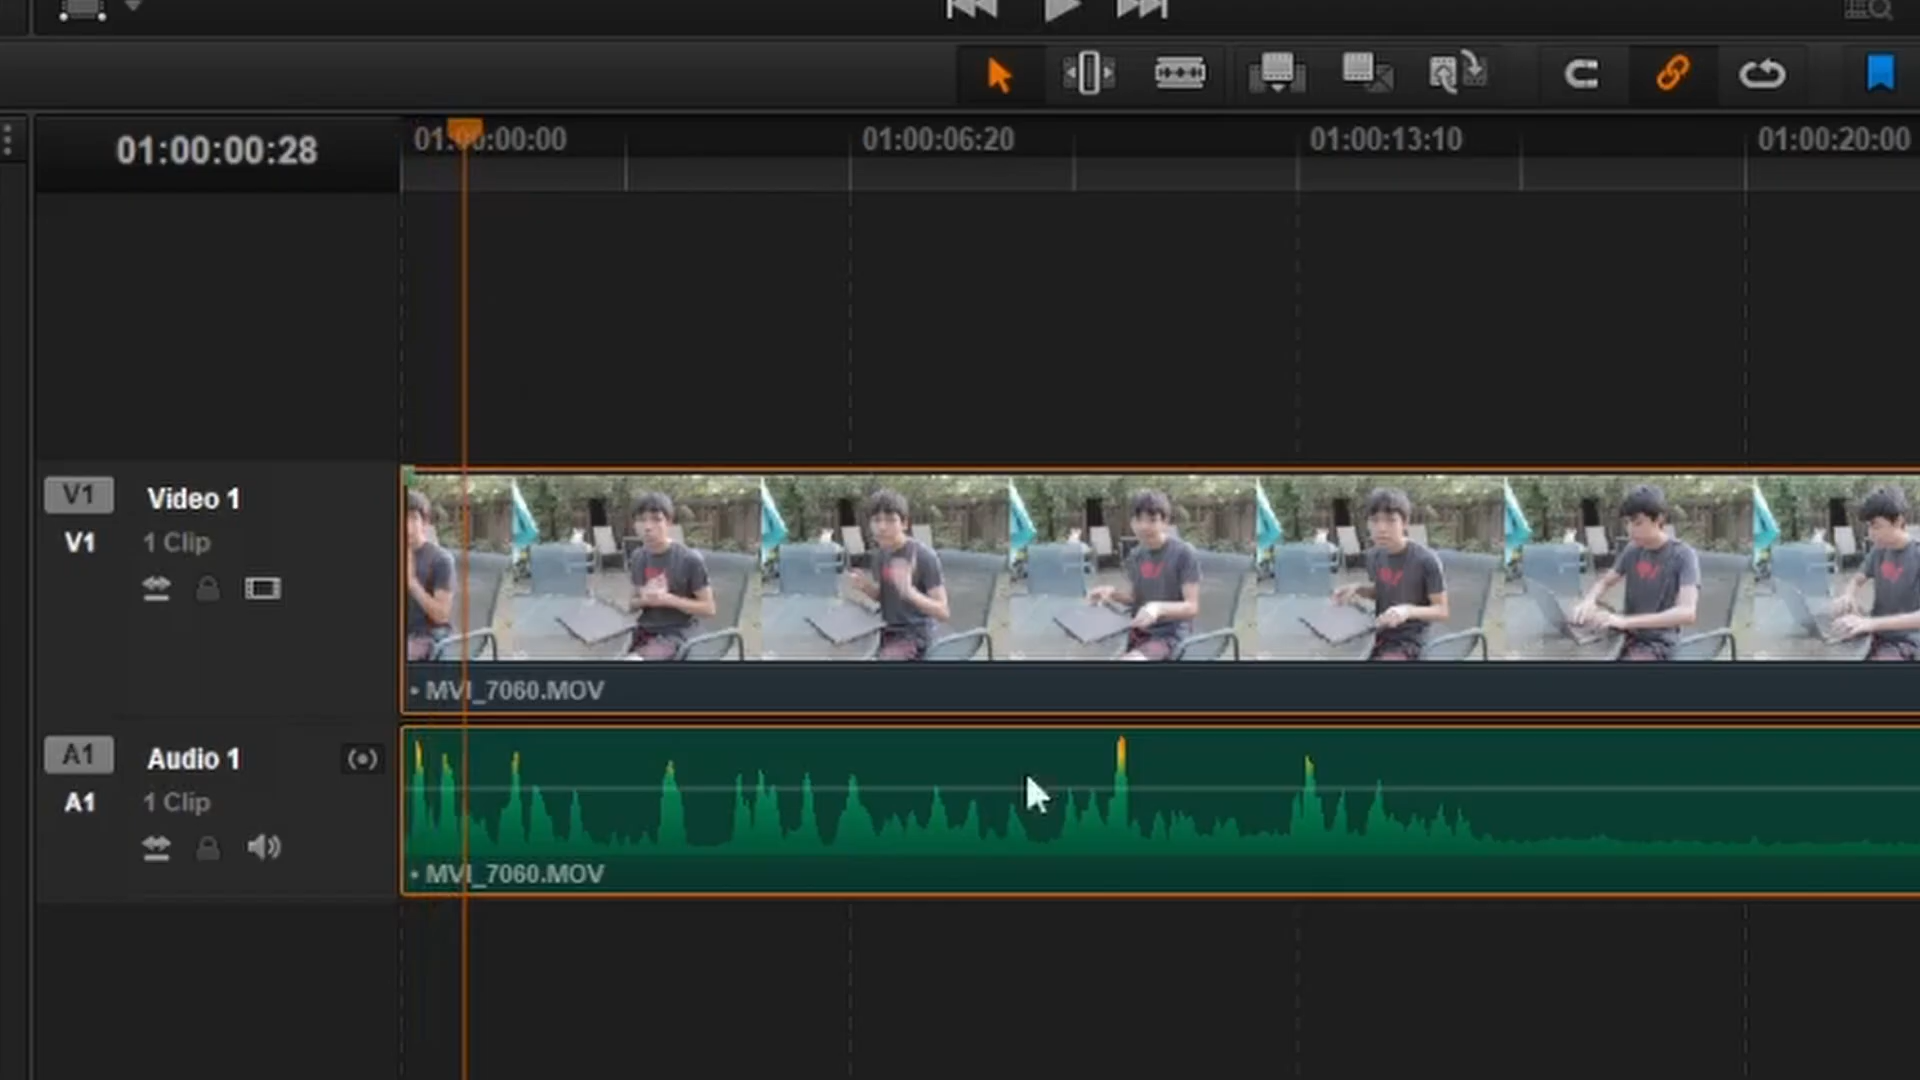 01:00:00:28
01:00:00:00
01:00:06:20
01:00:13:10
01:00:20:00
V1 Video 1
V1 1 Clip
• MVI_7060.MOV
A1 Audio 1
A1 1 Clip
• MVI_7060.MOV